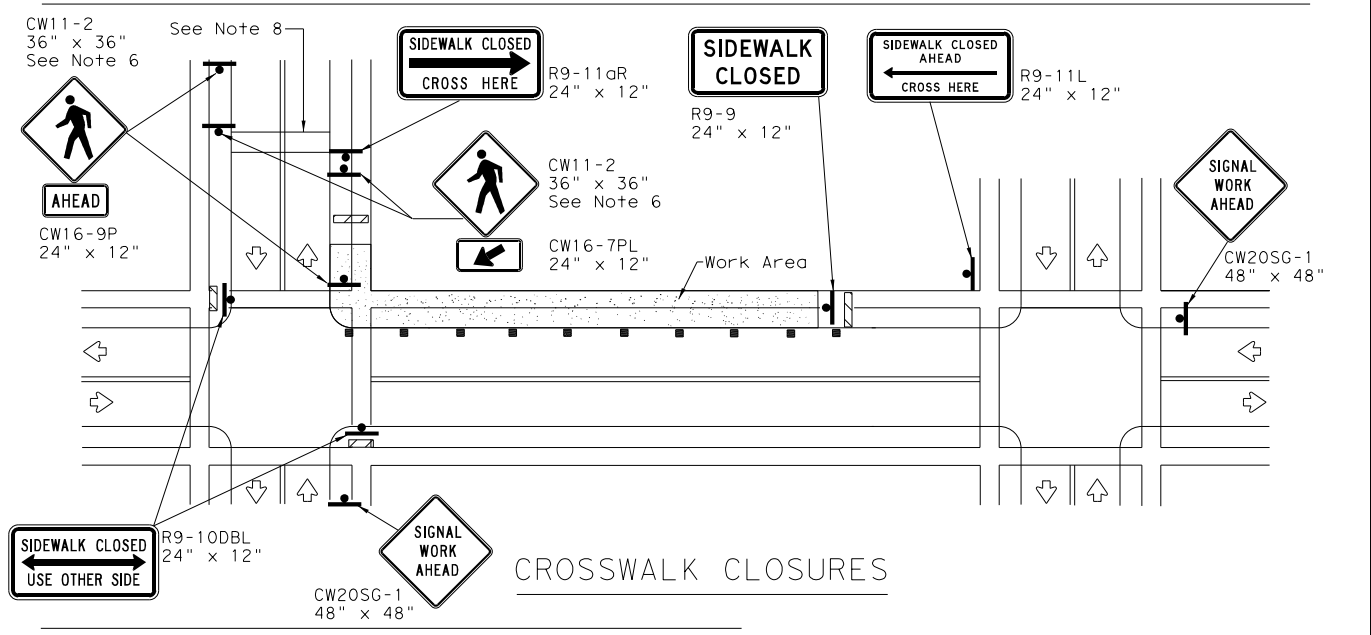 CW11-2
36" x 36"
See Note 6
See Note 8
SIDEWALK CLOSED
CROSS HERE
R9-11aR
24" x 12"
SIDEWALK
CLOSED
R9-9
24" x 12"
SIDEWALK CLOSED
AHEAD
CROSS HERE
R9-11L
24" x 12"
SIGNAL
WORK
AHEAD
CW20SG-1
48" x 48"
AHEAD
CW16-9P
24" x 12"
CW11-2
36" x 36"
See Note 6
CW16-7PL
24" x 12"
Work Area
SIDEWALK CLOSED
USE OTHER SIDE
R9-10DBL
24" x 12"
SIGNAL
WORK
AHEAD
CW20SG-1
48" x 48"
CROSSWALK CLOSURES